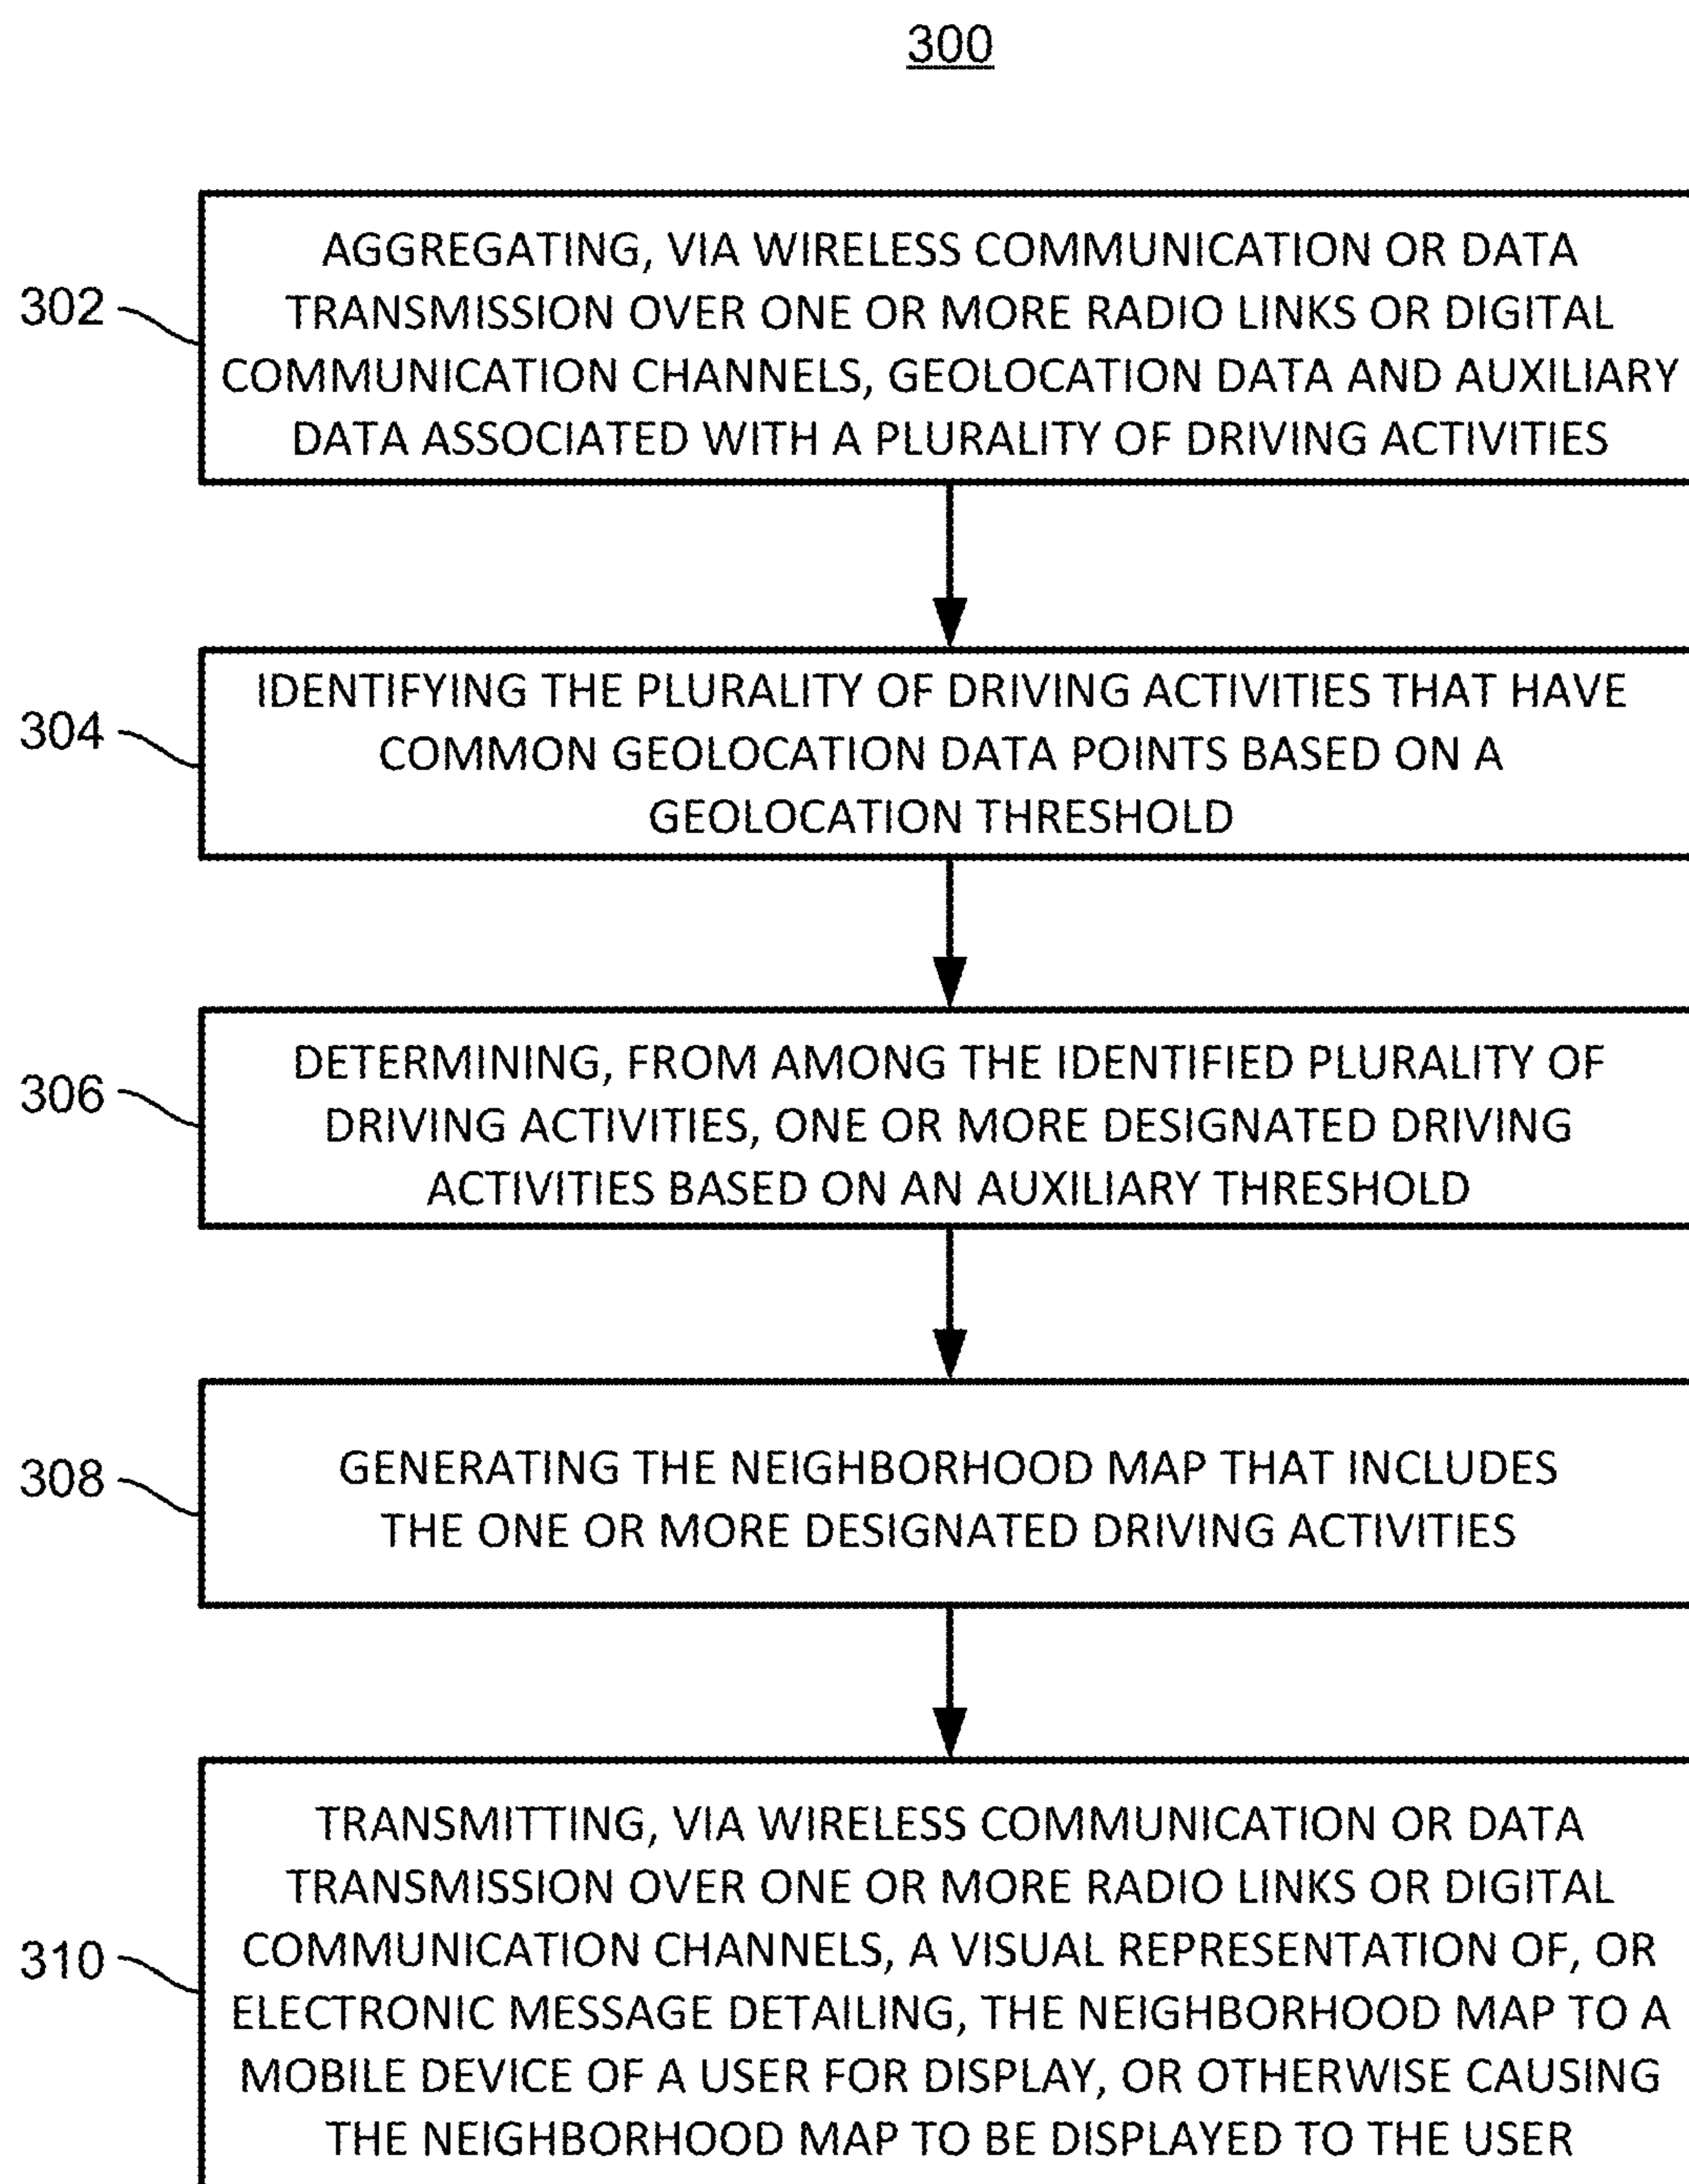 300
302
AGGREGATING, VIA WIRELESS COMMUNICATION OR DATA
TRANSMISSION OVER ONE OR MORE RADIO LINKS OR DIGITAL
COMMUNICATION CHANNELS, GEOLOCATION DATA AND AUXILIARY
DATA ASSOCIATED WITH A PLURALITY OF DRIVING ACTIVITIES
304
IDENTIFYING THE PLURALITY OF DRIVING ACTIVITIES THAT HAVE
COMMON GEOLOCATION DATA POINTS BASED ON A
GEOLOCATION THRESHOLD
306
DETERMINING, FROM AMONG THE IDENTIFIED PLURALITY OF
DRIVING ACTIVITIES, ONE OR MORE DESIGNATED DRIVING
ACTIVITIES BASED ON AN AUXILIARY THRESHOLD
308
GENERATING THE NEIGHBORHOOD MAP THAT INCLUDES
THE ONE OR MORE DESIGNATED DRIVING ACTIVITIES
310
TRANSMITTING, VIA WIRELESS COMMUNICATION OR DATA
TRANSMISSION OVER ONE OR MORE RADIO LINKS OR DIGITAL
COMMUNICATION CHANNELS, A VISUAL REPRESENTATION OF, OR
ELECTRONIC MESSAGE DETAILING, THE NEIGHBORHOOD MAP TO A
MOBILE DEVICE OF A USER FOR DISPLAY, OR OTHERWISE CAUSING
THE NEIGHBORHOOD MAP TO BE DISPLAYED TO THE USER